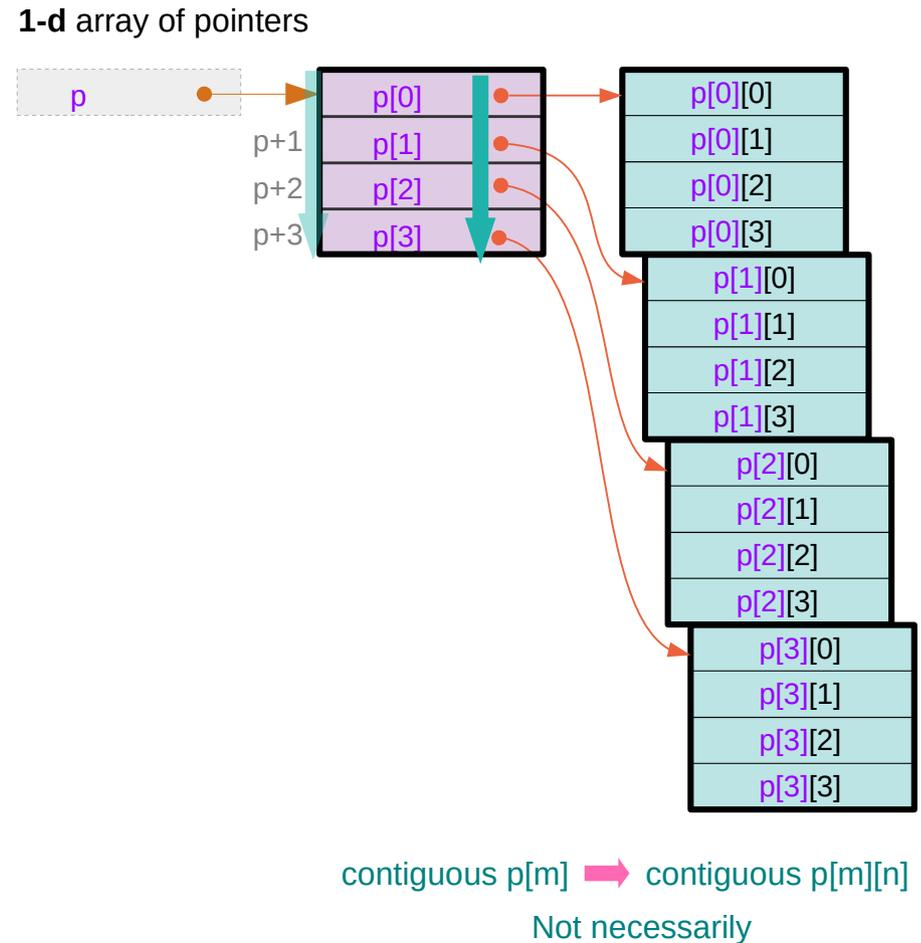 1-d array of pointers
p
p[0]
p+1
p[1]
p+2
p[2]
p+3
p[3]
p[0][0]
p[0][1]
p[0][2]
p[0][3]
p[1][0]
p[1][1]
p[1][2]
p[1][3]
p[2][0]
p[2][1]
p[2][2]
p[2][3]
p[3][0]
p[3][1]
p[3][2]
p[3][3]
contiguous p[m] contiguous p[m][n]
Not necessarily